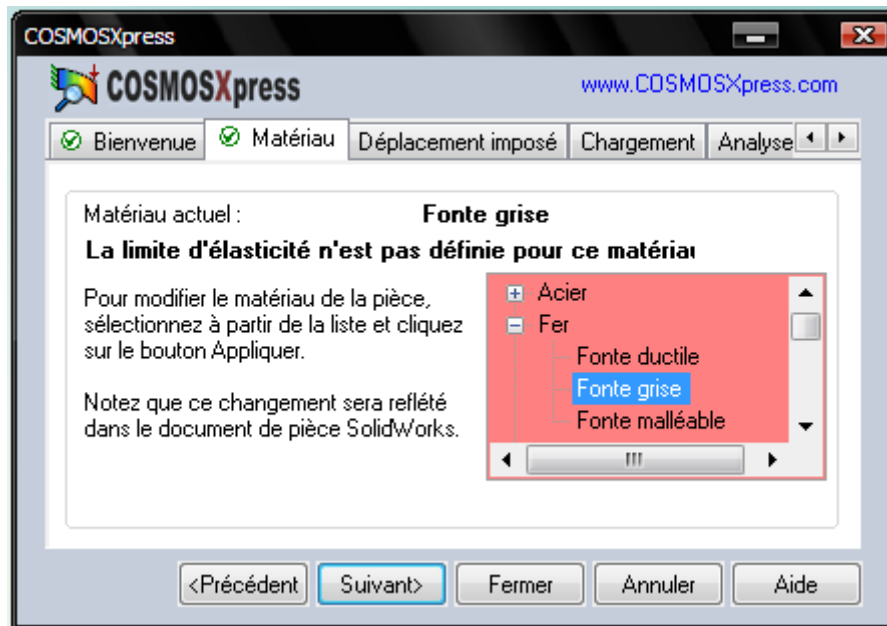 COSMOSXpress
COSMOSXpress
www.COSMOSXpress.com
Bienvenue Matériau Déplacement imposé Chargement Analyse
Matériau actuel : Fonte grise
La limite d'élasticité n'est pas définie pour ce matériau
Pour modifier le matériau de la pièce,
sélectionnez à partir de la liste et cliquez
sur le bouton Appliquer.
Notez que ce changement sera reflété
dans le document de pièce SolidWorks.
Acier
Fer
Fonte ductile
Fonte grise
Fonte malléable
<Précédent Suivant> Fermer Annuler Aide